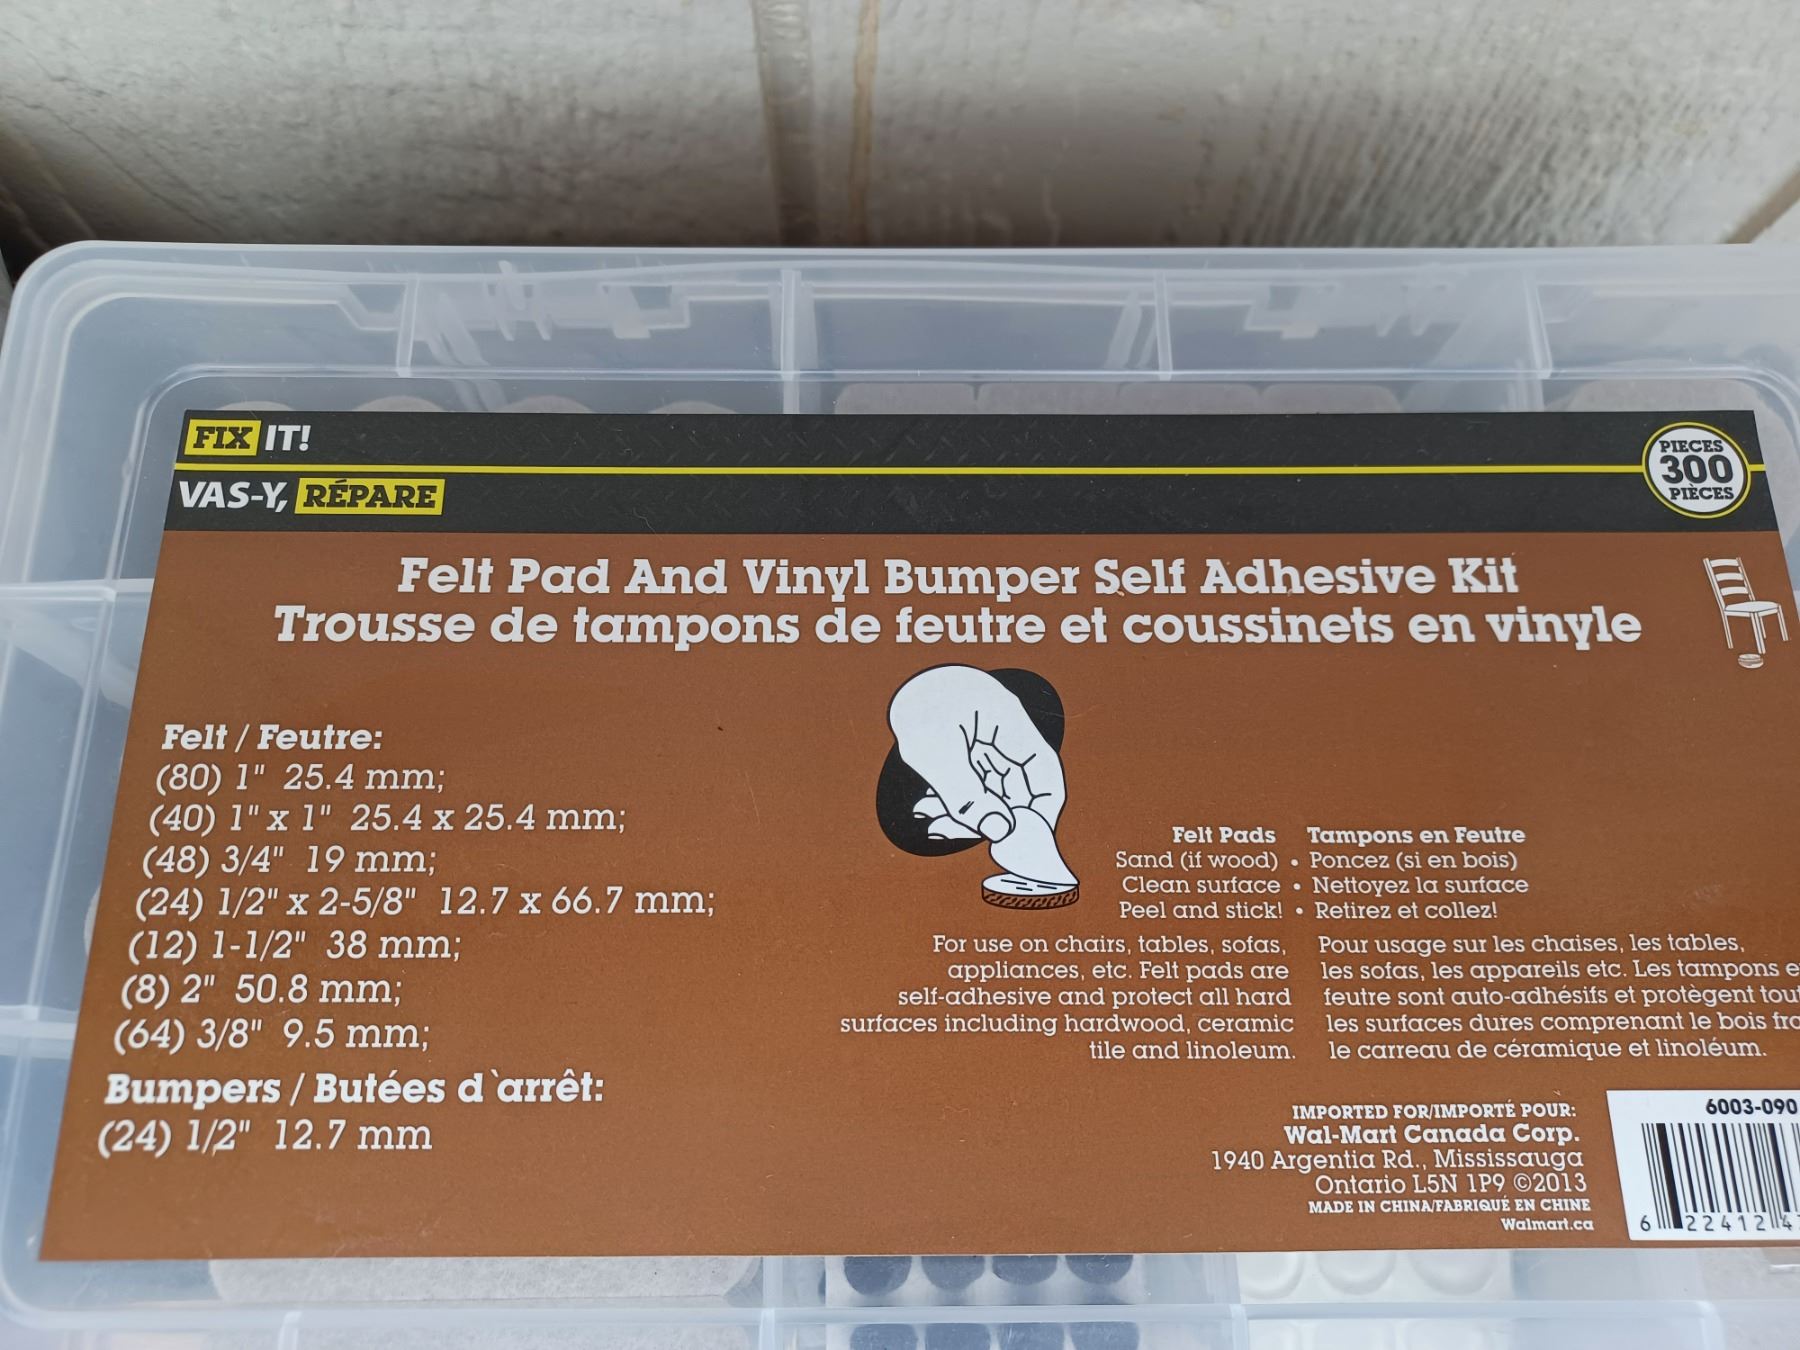 FIX IT!
VAS-Y, RÉPARE
PIECES
300
PIÈCES
Felt Pad And Vinyl Bumper Self Adhesive Kit
Trousse de tampons de feutre et coussinets en vinyle
Felt / Feutre:
(80) 1" 25.4 mm;
(40) 1" x 1" 25.4 x 25.4 mm;
(48) 3/4" 19 mm;
(24) 1/2" x 2-5/8" 12.7 x 66.7 mm;
(12) 1-1/2" 38 mm;
(8) 2" 50.8 mm;
(64) 3/8" 9.5 mm;
Bumpers / Butées d`arrêt:
(24) 1/2" 12.7 mm
Felt Pads
Sand (if wood) •
Clean surface •
Peel and stick! •
For use on chairs, tables, sofas,
appliances, etc. Felt pads are
self-adhesive and protect all hard
surfaces including hardwood, ceramic
tile and linoleum.
Tampons en Feutre
Poncez (si en bois)
Nettoyez la surface
Retirez et collez!
Pour usage sur les chaises, les tables,
les sofas, les appareils etc. Les tampons
feutre sont auto-adhésifs et protègent
les surfaces dures comprenant le bois
le carreau de céramique et linoléum.
IMPORTED FOR/IMPORTÉ POUR:
Wal-Mart Canada Corp.
1940 Argentia Rd., Mississauga
Ontario L5N 1P9 ©2013
MADE IN CHINA/FABRIQUÉ EN CHINE
Walmart.ca
6003-090
6 22412 4